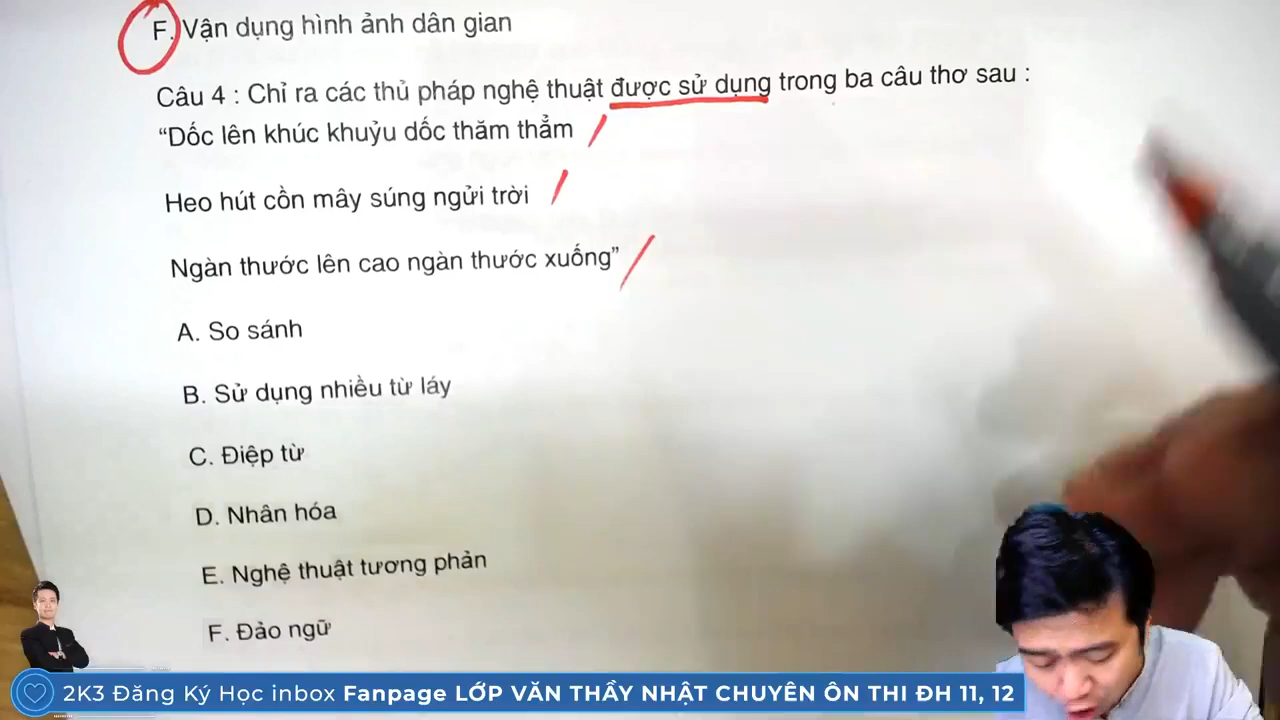 F. Vận dụng hình ảnh dân gian
Câu 4 : Chỉ ra các thủ pháp nghệ thuật được sử dụng trong ba câu thơ sau :
“Dốc lên khúc khuỷu dốc thăm thẳm
Heo hút cồn mây súng ngửi trời
Ngàn thước lên cao ngàn thước xuống”
A. So sánh
B. Sử dụng nhiều từ láy
C. Điệp từ
D. Nhân hóa
E. Nghệ thuật tương phản
F. Đảo ngữ
2K3 Đăng Ký Học inbox Fanpage LỚP VĂN THẦY NHẬT CHUYÊN ÔN THI ĐH 11, 12